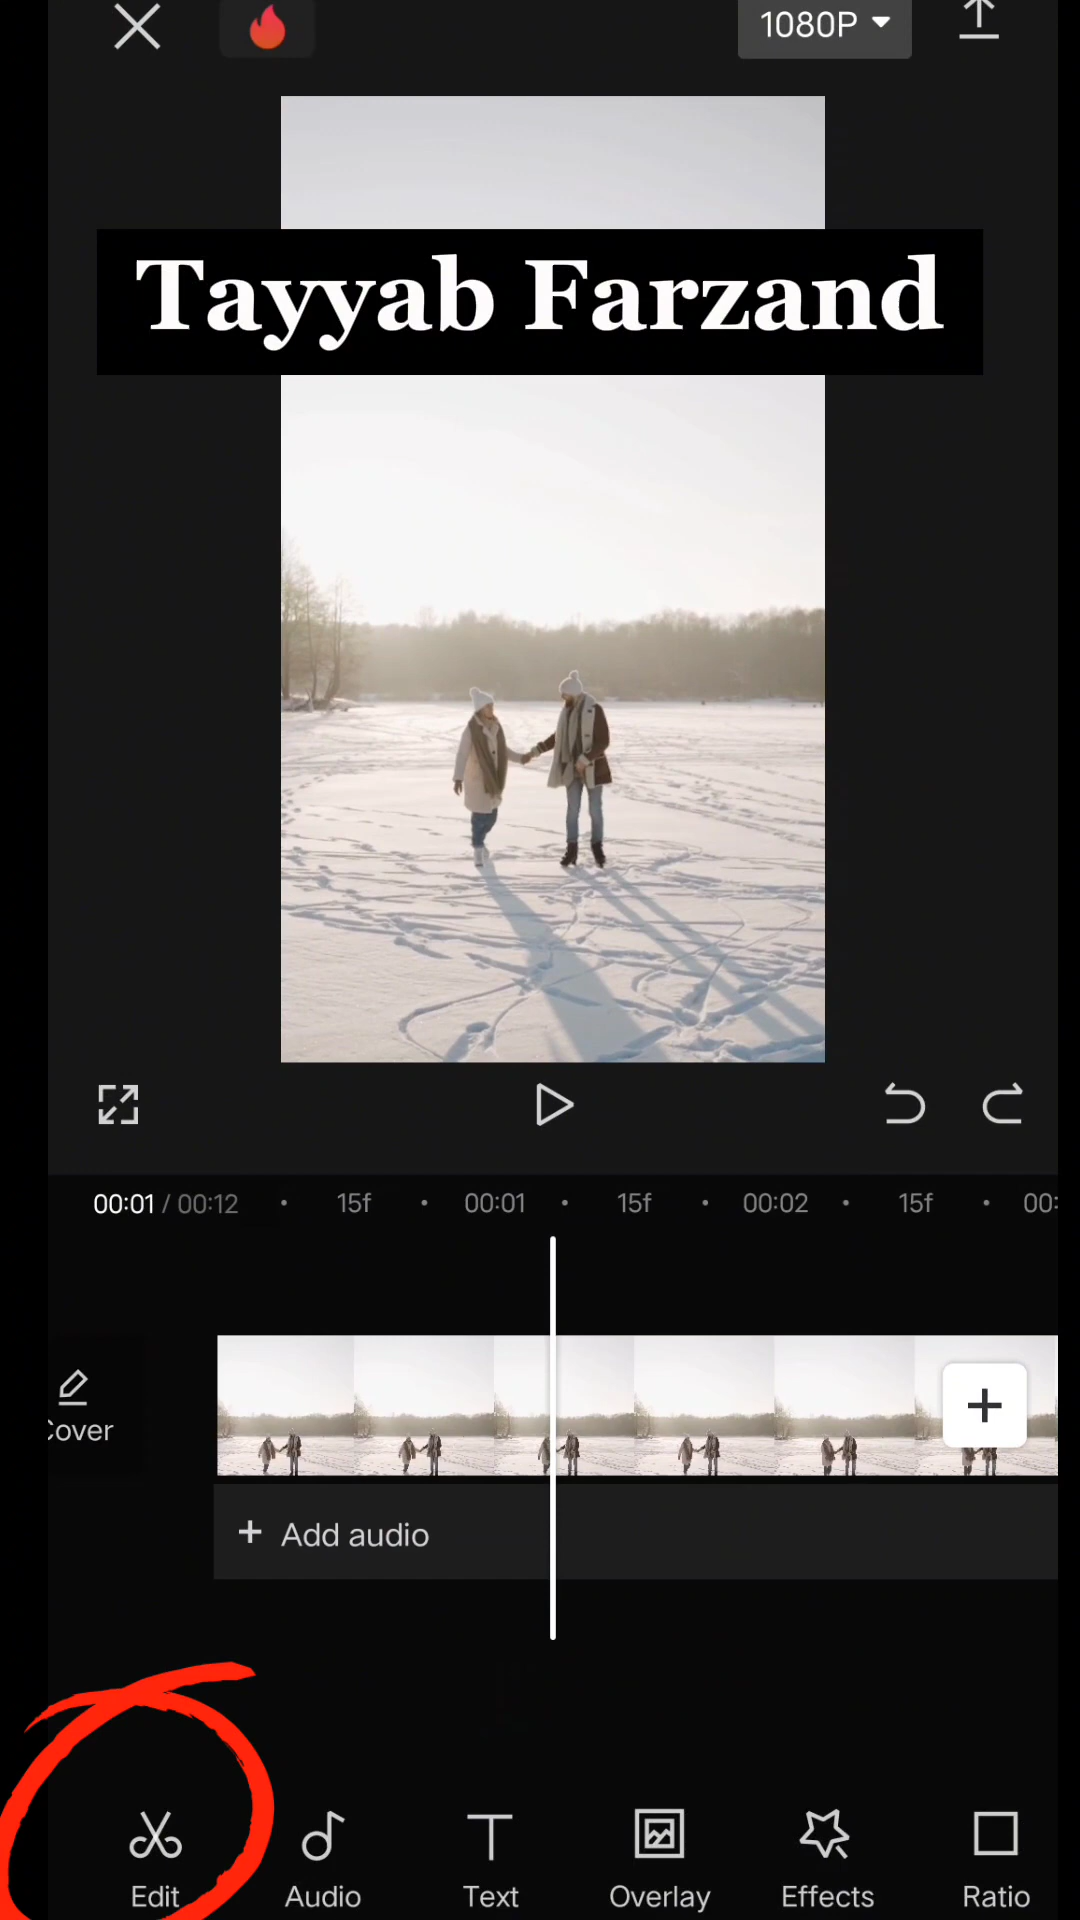 1080P
Tayyab Farzand
00:01 / 00:12 15f 00:01 15f 00:02 15f 00:
Cover
+ Add audio
Edit Audio Text Overlay Effects Ratio